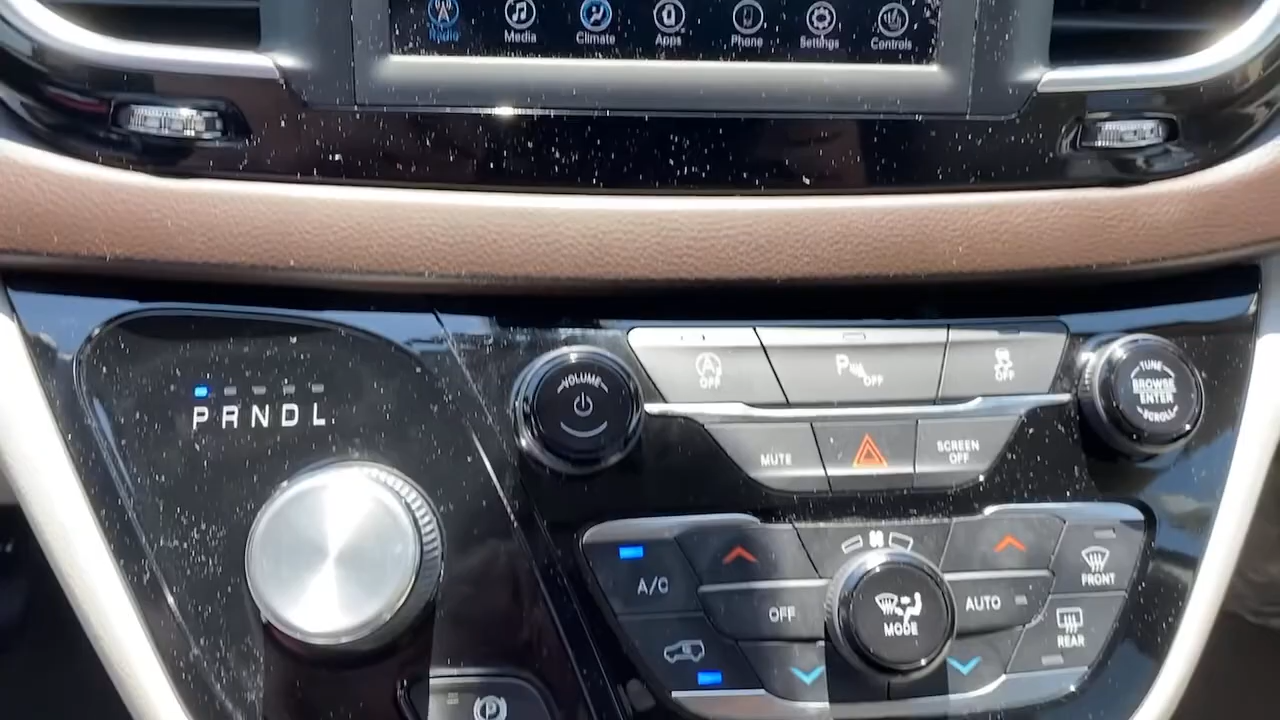 Radio Media Climate Apps Phone Settings Controls
PRNDL
VOLUME
OFF
P OFF
OFF
TUNE
BROWSE
ENTER
SCROLL
MUTE
SCREEN
OFF
A/C
OFF
MODE
AUTO
FRONT
REAR
P